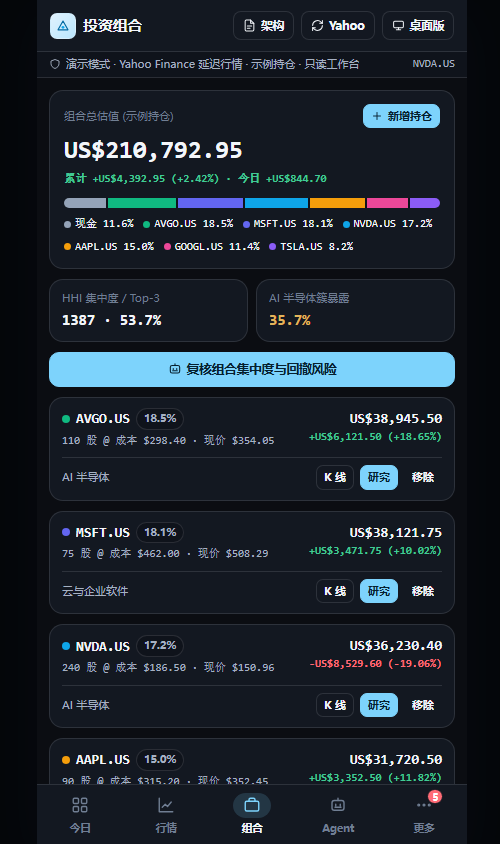 投资组合
架构
Yahoo
桌面版
演示模式 · Yahoo Finance 延迟行情 · 示例持仓 · 只读工作台
NVDA.US
组合总估值 (示例持仓)
+ 新增持仓
US$210,792.95
累计 +US$4,392.95 (+2.42%) · 今日 +US$844.70
现金 11.6% AVGO.US 18.5% MSFT.US 18.1% NVDA.US 17.2%
AAPL.US 15.0% GOOGL.US 11.4% TSLA.US 8.2%
HHI 集中度 / Top-3
1387 · 53.7%
AI 半导体簇暴露
35.7%
复核组合集中度与回撤风险
AVGO.US 18.5% US$38,945.50
110 股 @ 成本 $298.40 · 现价 $354.05 +US$6,121.50 (+18.65%)
AI 半导体 K 线 研究 移除
MSFT.US 18.1% US$38,121.75
75 股 @ 成本 $462.00 · 现价 $508.29 +US$3,471.75 (+10.02%)
云与企业软件 K 线 研究 移除
NVDA.US 17.2% US$36,230.40
240 股 @ 成本 $186.50 · 现价 $150.96 -US$8,529.60 (-19.06%)
AI 半导体 K 线 研究 移除
AAPL.US 15.0% US$31,720.50
90 股 @ 成本 $315.20 · 现价 $352.45 +US$3,352.50 (+11.82%)
今日 行情 组合 Agent 更多 5